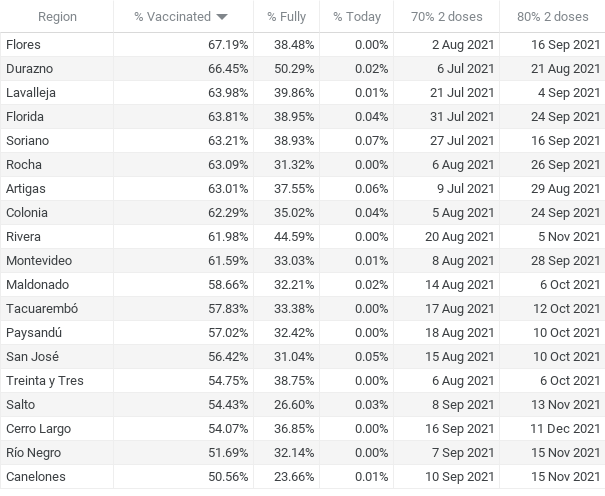 Region % Vaccinated % Fully % Today 70% 2 doses 80% 2 doses
Flores 67.19% 38.48% 0.00% 2 Aug 2021 16 Sep 2021
Durazno 66.45% 50.29% 0.02% 6 Jul 2021 21 Aug 2021
Lavalleja 63.98% 39.86% 0.01% 21 Jul 2021 4 Sep 2021
Florida 63.81% 38.95% 0.04% 31 Jul 2021 24 Sep 2021
Soriano 63.21% 38.93% 0.07% 27 Jul 2021 16 Sep 2021
Rocha 63.09% 31.32% 0.00% 6 Aug 2021 26 Sep 2021
Artigas 63.01% 37.55% 0.06% 9 Jul 2021 29 Aug 2021
Colonia 62.29% 35.02% 0.04% 5 Aug 2021 24 Sep 2021
Rivera 61.98% 44.59% 0.00% 20 Aug 2021 5 Nov 2021
Montevideo 61.59% 33.03% 0.01% 8 Aug 2021 28 Sep 2021
Maldonado 58.66% 32.21% 0.02% 14 Aug 2021 6 Oct 2021
Tacuarembó 57.83% 33.38% 0.00% 17 Aug 2021 12 Oct 2021
Paysandú 57.02% 32.42% 0.00% 18 Aug 2021 10 Oct 2021
San José 56.42% 31.04% 0.05% 15 Aug 2021 10 Oct 2021
Treinta y Tres 54.75% 38.75% 0.00% 6 Aug 2021 6 Oct 2021
Salto 54.43% 26.60% 0.03% 8 Sep 2021 13 Nov 2021
Cerro Largo 54.07% 36.85% 0.00% 16 Sep 2021 11 Dec 2021
Río Negro 51.69% 32.14% 0.00% 7 Sep 2021 15 Nov 2021
Canelones 50.56% 23.66% 0.01% 10 Sep 2021 15 Nov 2021